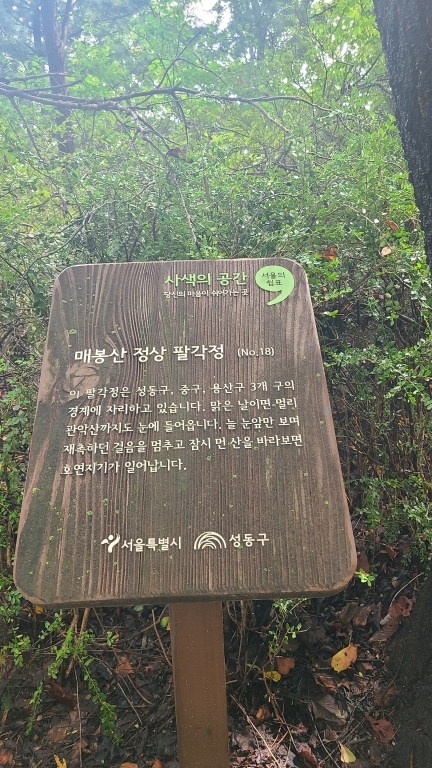 사색의 공간
당신의 마음이 쉬어가는 곳
서울의
쉼표
매봉산 정상 팔각정 (No.18)
이 팔각정은 성동구, 중구, 용산구 3개 구의
경계에 자리하고 있습니다. 맑은 날이면 멀리
관악산까지도 눈에 들어옵니다. 늘 눈앞만 보며
재촉하던 걸음을 멈추고 잠시 먼 산을 바라보면
호연지기가 일어납니다.
서울특별시 성동구